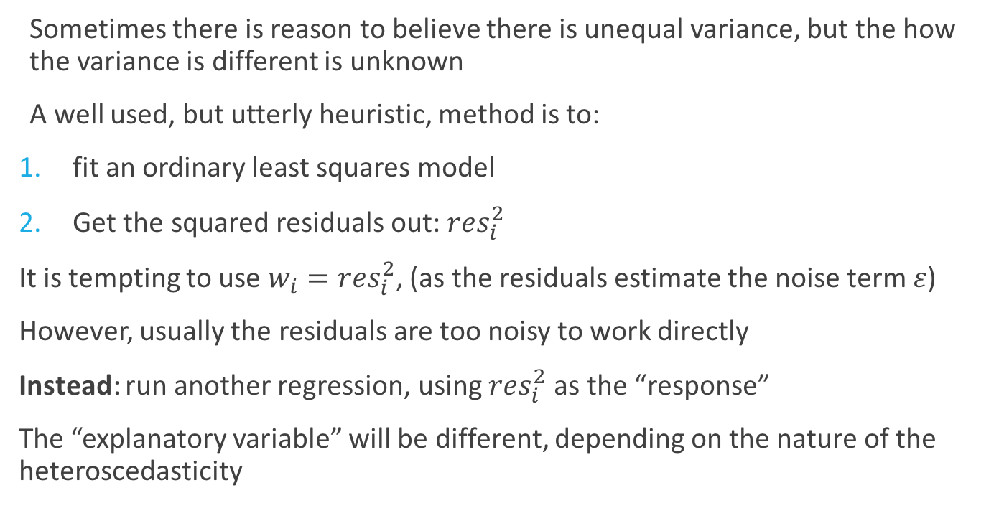 Sometimes there is reason to believe there is unequal variance, but the how
the variance is different is unknown
A well used, but utterly heuristic, method is to:
1. fit an ordinary least squares model
2. Get the squared residuals out: $res_i^2$
It is tempting to use $w_i = res_i^2$, (as the residuals estimate the noise term $\varepsilon$)
However, usually the residuals are too noisy to work directly
Instead: run another regression, using $res_i^2$ as the “response”
The “explanatory variable” will be different, depending on the nature of the
heteroscedasticity